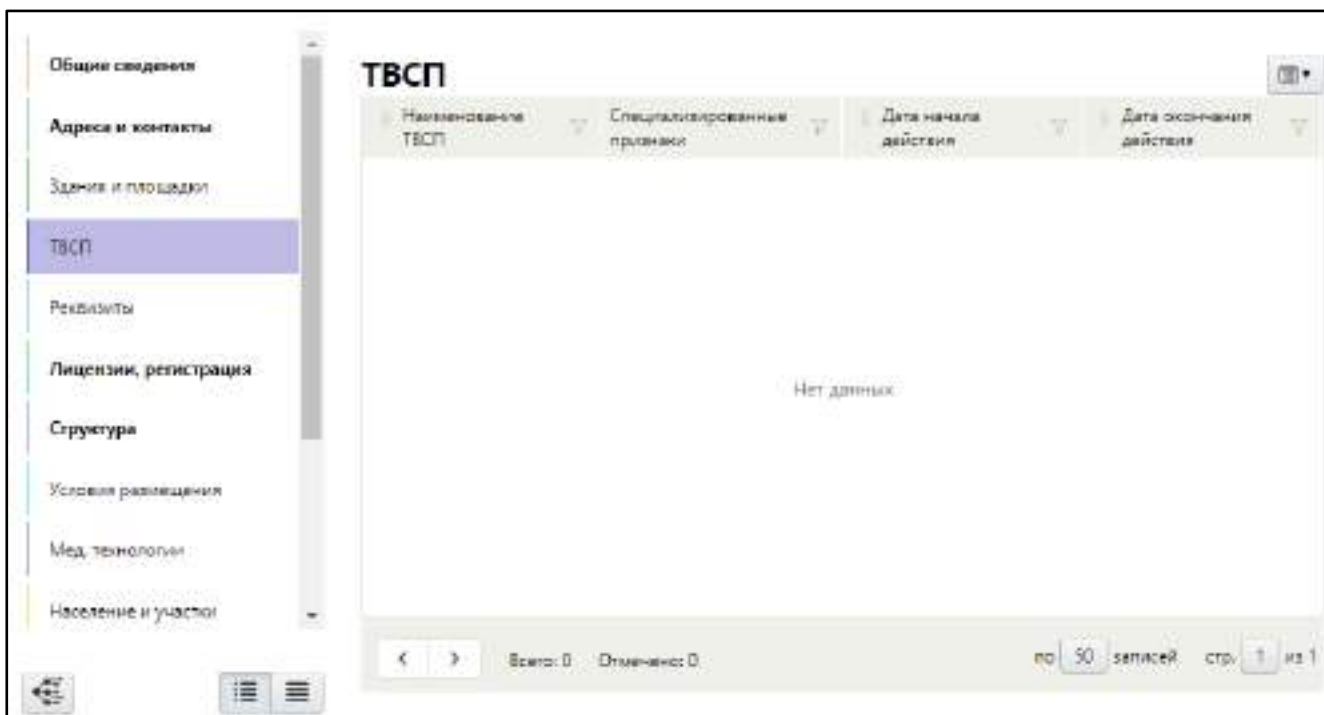 Общие сведения
Адреса и контакты
Здания и площадки
ТВСП
Реквизиты
Лицензии, регистрация
Структура
Условия размещения
Мед. технологии
Население и участки
ТВСП
Наименование
ТВСП
Специализированные
признаки
Дата начала
действия
Дата окончания
действия
Нет данных
Всего: 0 Отмечено: 0
по 50 записей стр. 1 из 1